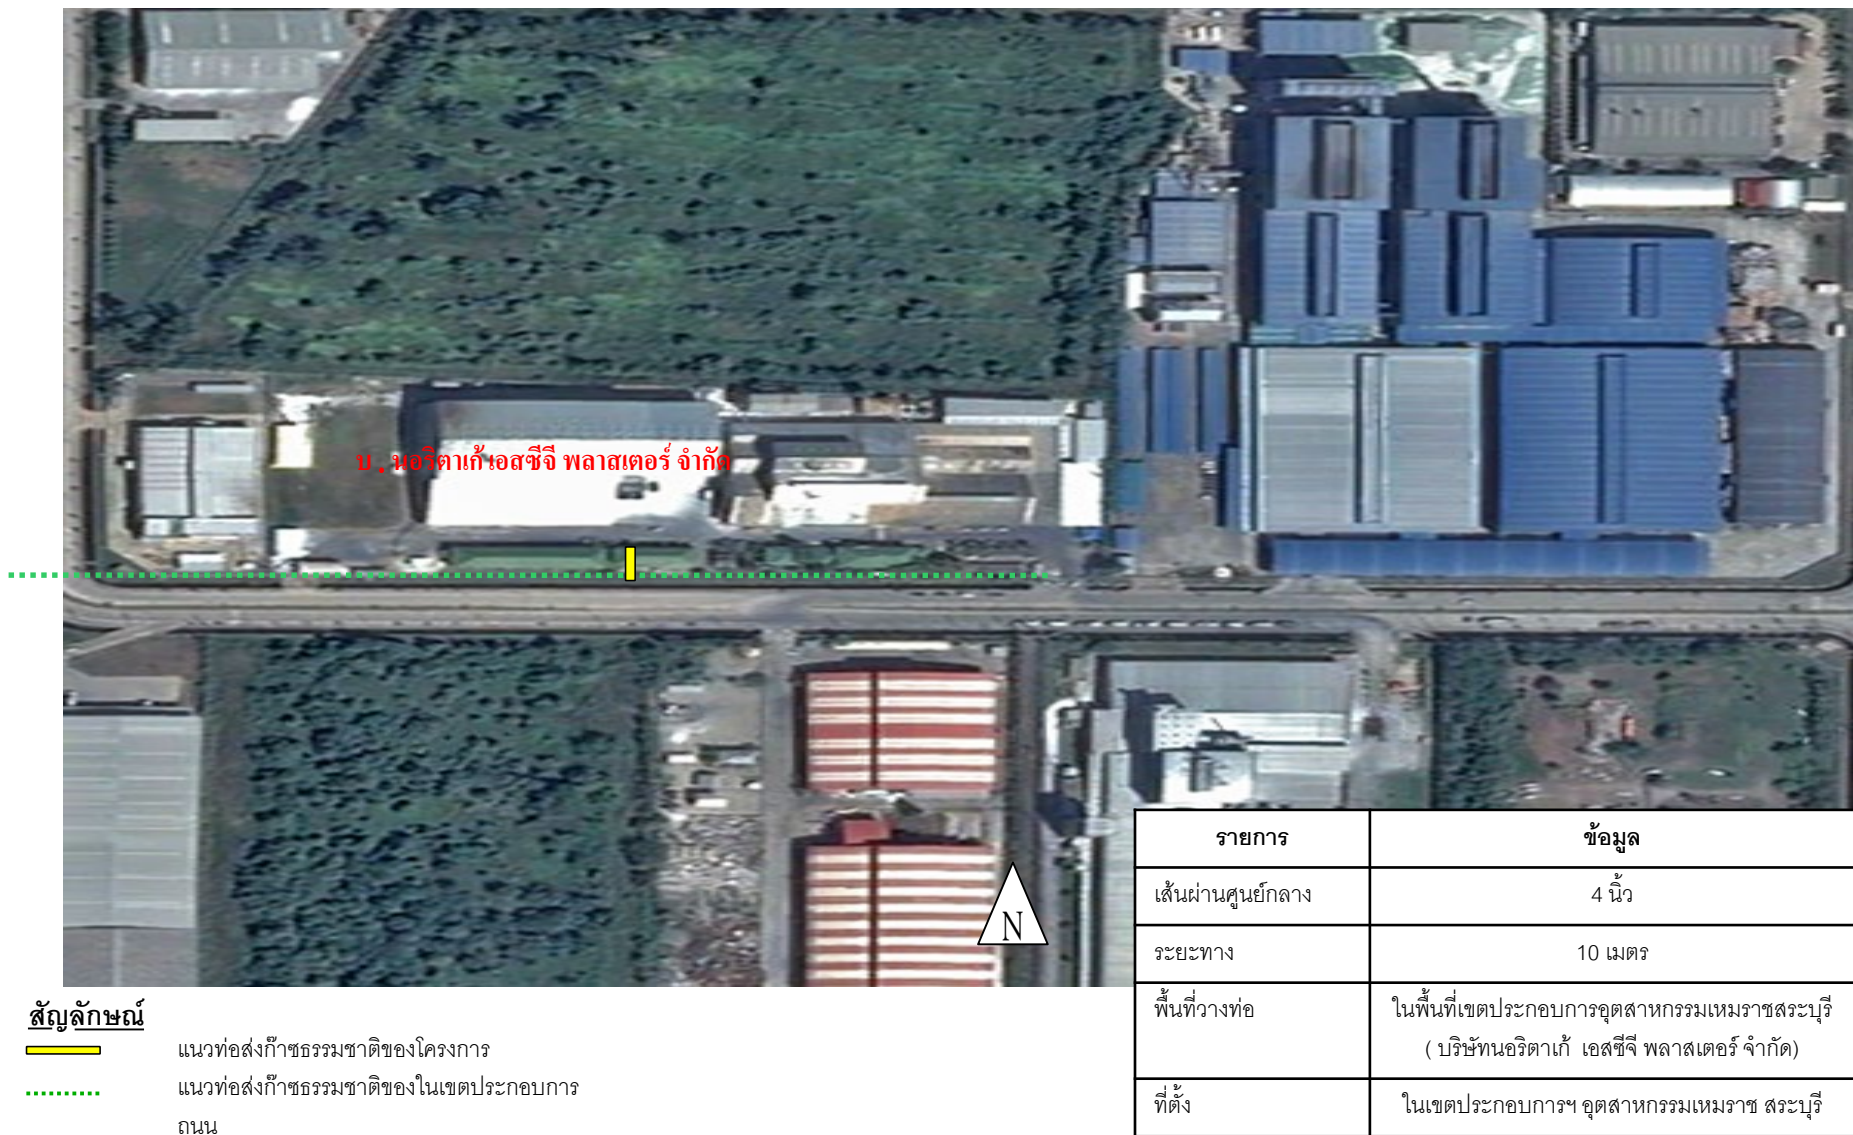 บ . นอริตาเก้ เอสซีจี พลาสเตอร์ จำกัด
N
รายการ ข้อมูล
เส้นผ่านศูนย์กลาง 4 นิ้ว
ระยะทาง 10 เมตร
พื้นที่วางท่อ ในพื้นที่เขตประกอบการอุตสาหกรรมเหมราชสระบุรี
( บริษัทนอริตาเก้ เอสซีจี พลาสเตอร์ จำกัด)
ที่ตั้ง ในเขตประกอบการฯ อุตสาหกรรมเหมราช สระบุรี
สัญลักษณ์
แนวท่อส่งก๊าซธรรมชาติของโครงการ
แนวท่อส่งก๊าซธรรมชาติของในเขตประกอบการ
ถนน